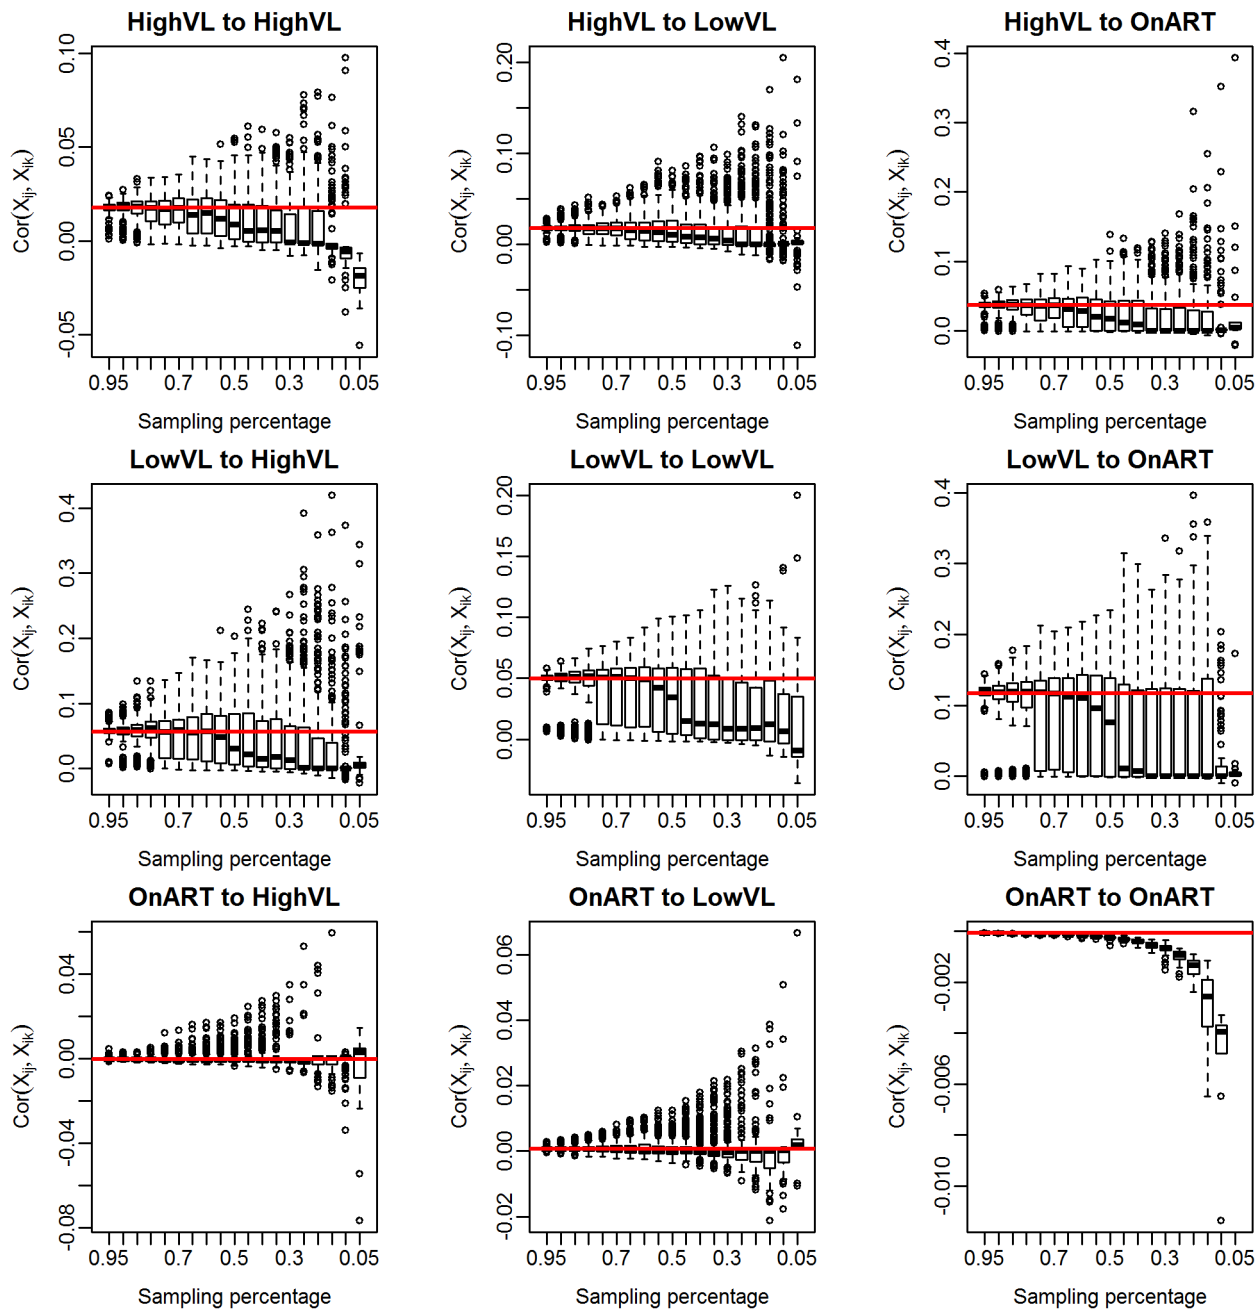 HighVL to HighVL
HighVL to LowVL
HighVL to OnART
Cor(Xij, Xik)
0.10
0.05
0.00
-0.05
0.95 0.7 0.5 0.3 0.05
Sampling percentage
Cor(Xij, Xik)
0.20
0.10
0.00
-0.10
0.95 0.7 0.5 0.3 0.05
Sampling percentage
Cor(Xij, Xik)
0.4
0.3
0.2
0.1
0.0
0.95 0.7 0.5 0.3 0.05
Sampling percentage
LowVL to HighVL
LowVL to LowVL
LowVL to OnART
Cor(Xij, Xik)
0.4
0.3
0.2
0.1
0.0
0.95 0.7 0.5 0.3 0.05
Sampling percentage
Cor(Xij, Xik)
0.20
0.15
0.10
0.05
0.00
0.95 0.7 0.5 0.3 0.05
Sampling percentage
Cor(Xij, Xik)
0.4
0.3
0.2
0.1
0.0
0.95 0.7 0.5 0.3 0.05
Sampling percentage
OnART to HighVL
OnART to LowVL
OnART to OnART
Cor(Xij, Xik)
0.04
0.00
-0.04
-0.08
0.95 0.7 0.5 0.3 0.05
Sampling percentage
Cor(Xij, Xik)
0.06
0.04
0.02
0.00
-0.02
0.95 0.7 0.5 0.3 0.05
Sampling percentage
Cor(Xij, Xik)
-0.002
-0.006
-0.010
0.95 0.7 0.5 0.3 0.05
Sampling percentage